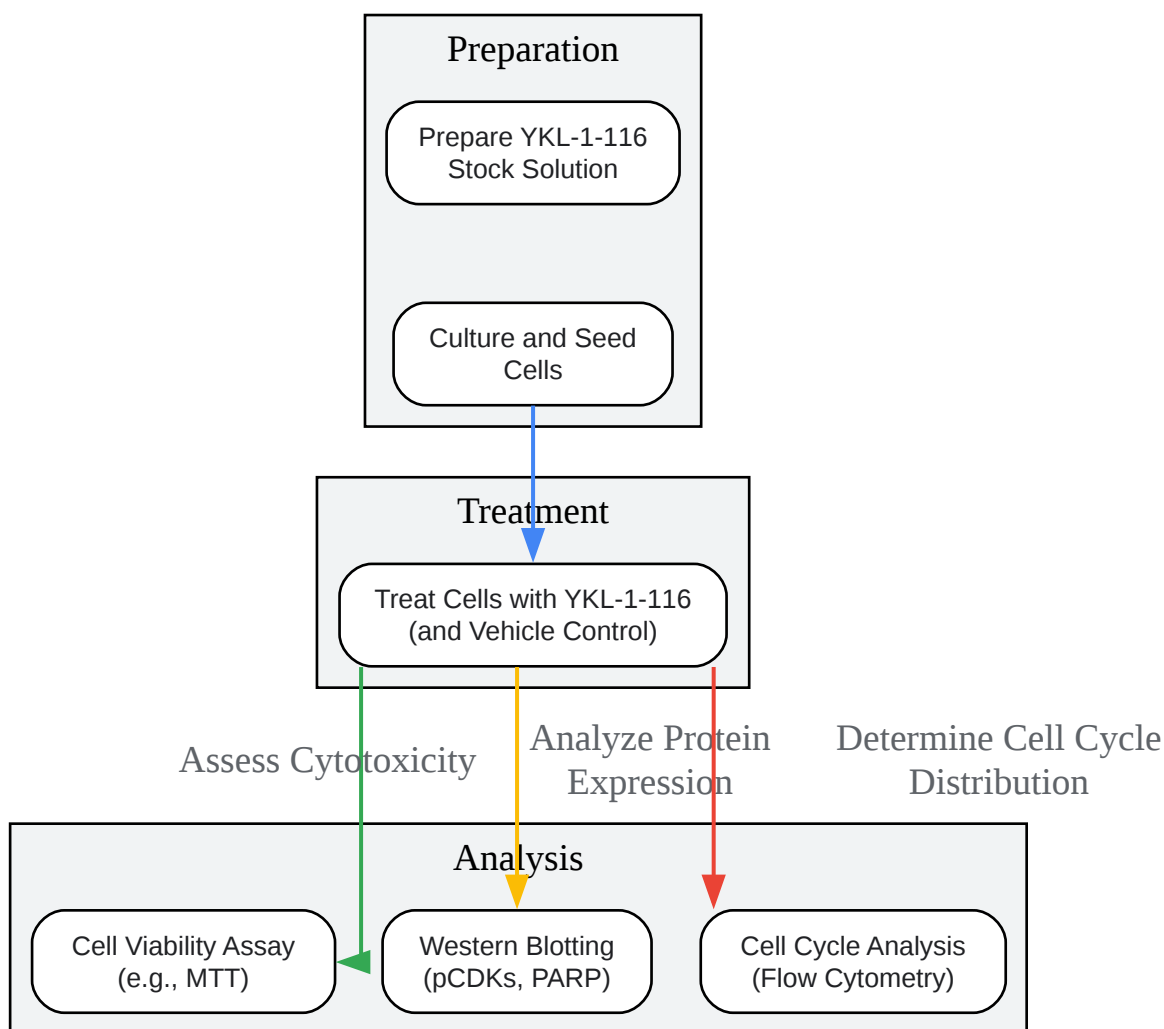 Preparation
Prepare YKL-1-116
Stock Solution
Culture and Seed
Cells
Treatment
Treat Cells with YKL-1-116
(and Vehicle Control)
Assess Cytotoxicity
Analyze Protein
Expression
Determine Cell Cycle
Distribution
Analysis
Cell Viability Assay
(e.g., MTT)
Western Blotting
(pCDKs, PARP)
Cell Cycle Analysis
(Flow Cytometry)